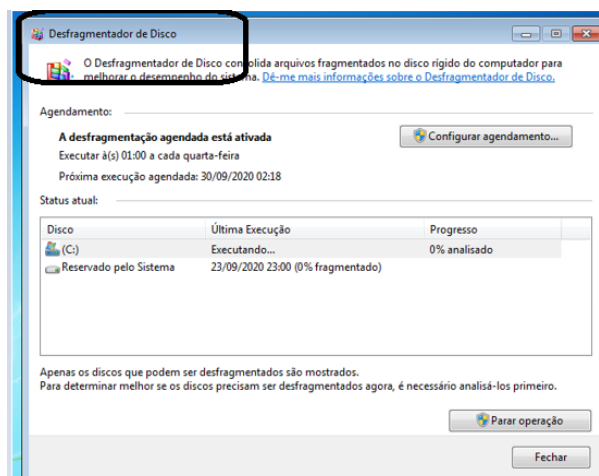 Desfragmentador de Disco
O Desfragmentador de Disco consolida arquivos fragmentados no disco rígido do computador para
melhorar o desempenho do sistema. Dê-me mais informações sobre o Desfragmentador de Disco.
Agendamento:
A desfragmentação agendada está ativada
Configurar agendamento...
Executar à(s) 01:00 a cada quarta-feira
Próxima execução agendada: 30/09/2020 02:18
Status atual:
Disco Última Execução Progresso
(C:) Executando... 0% analisado
Reservado pelo Sistema 23/09/2020 23:00 (0% fragmentado)
Apenas os discos que podem ser desfragmentados são mostrados.
Para determinar melhor se os discos precisam ser desfragmentados agora, é necessário analisá-los primeiro.
Parar operação
Fechar